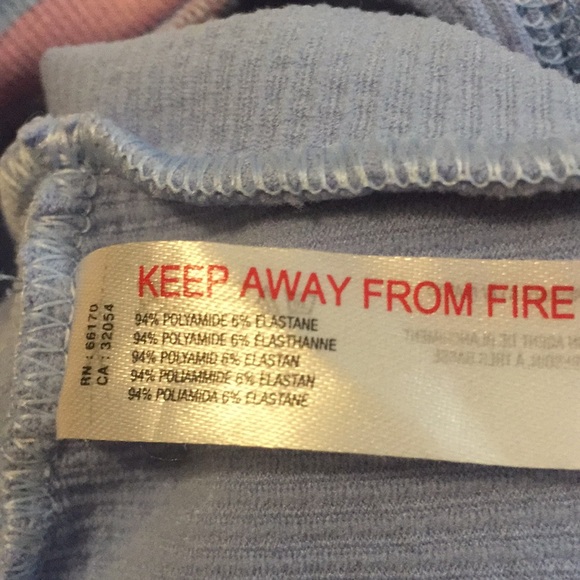 KEEP AWAY FROM FIRE
94% POLYAMIDE 6% ELASTANE
94% POLYAMIDE 6% ELASTHANNE
94% POLYAMID 6% ELASTAN
94% POLIAMMIDE 6% ELASTAN
94% POLIAMIDA 6% ELASTANE
RN : 66170
CA : 32054